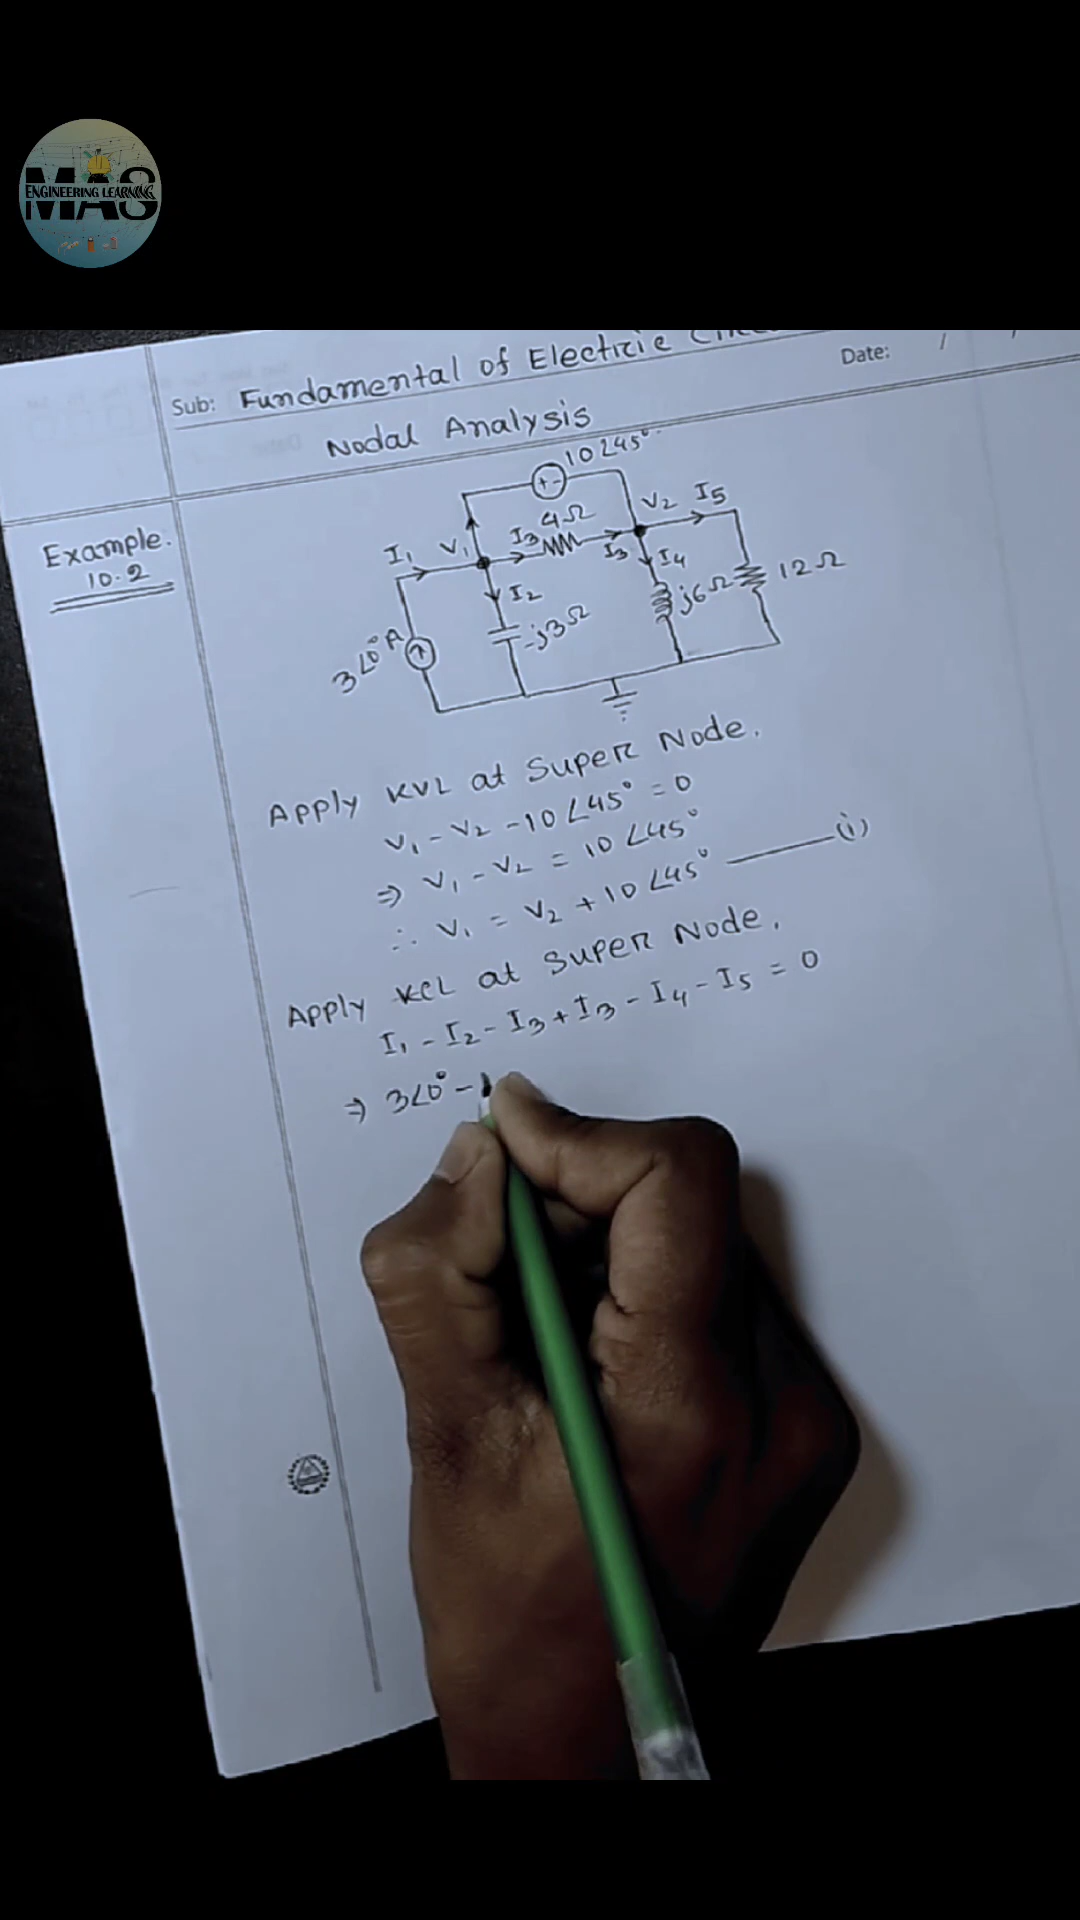 MAS
ENGINEERING LEARNING
Sub: Fundamental of Electric
Date: / /
Nodal Analysis
Example.
10.2
10∠45°
I₁ V₁ I₃ 4Ω I₃ V₂ I₅
I₂ I₄
3∠0° A -j3Ω j6Ω 12Ω
+ -
Apply KVL at Super Node.
V₁ - V₂ - 10∠45° = 0
⇒ V₁ - V₂ = 10∠45°
∴ V₁ = V₂ + 10∠45° (i)
Apply KCL at Super Node.
I₁ - I₂ - I₃ + I₃ - I₄ - I₅ = 0
⇒ 3∠0° -